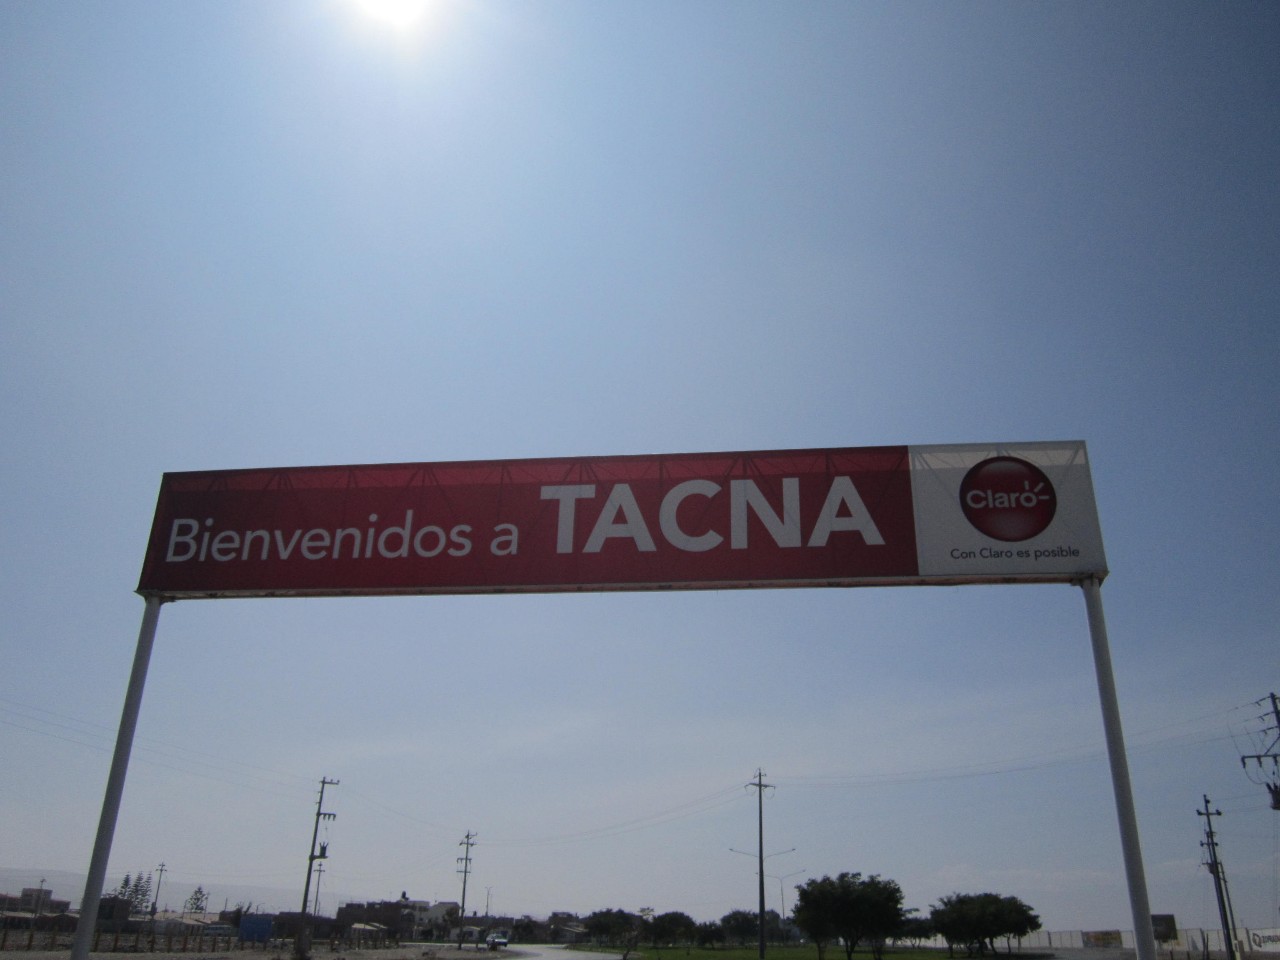 Bienvenidos a TACNA
Claro
Con Claro es posible